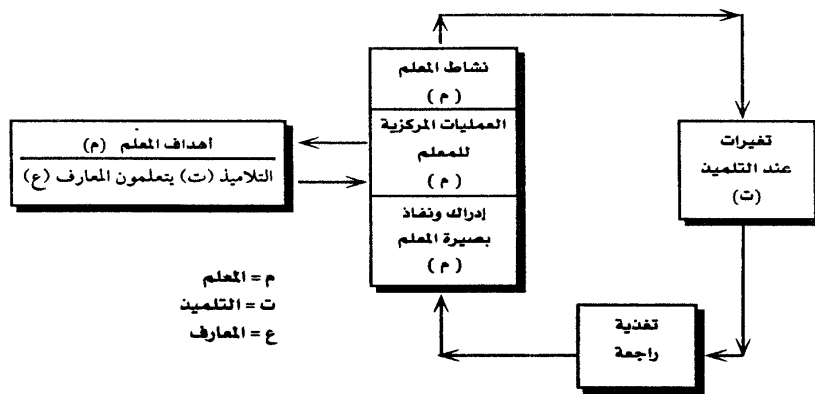 نشاط المعلم
( م )
العمليات المركزية
للمعلم
( م )
إدراك ونفاذ
بصيرة المعلم
( م )
تغيرات
عند التلميذ
(ت)
أهداف المعلّم (م)
التلاميذ (ت) يتعلمون المعارف (ع)
تغذية
راجعة
م = المعلم
ت = التلميذ
ع = المعارف